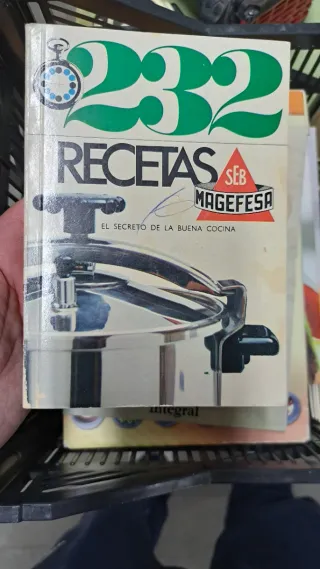 232
RECETAS
SEB
MAGEFESA
EL SECRETO DE LA BUENA COCINA
integral